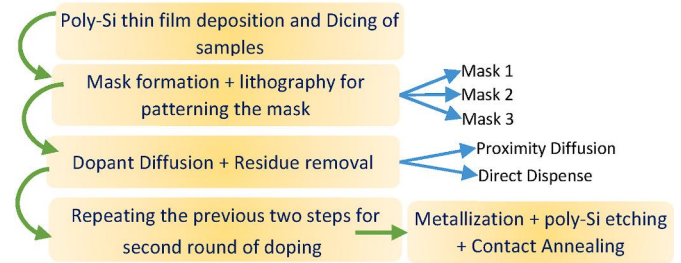 Poly-Si thin film deposition and Dicing of
samples
Mask formation + lithography for
patterning the mask
Mask 1
Mask 2
Mask 3
Dopant Diffusion + Residue removal
Proximity Diffusion
Direct Dispense
Repeating the previous two steps for
second round of doping
Metallization + poly-Si etching
+ Contact Annealing